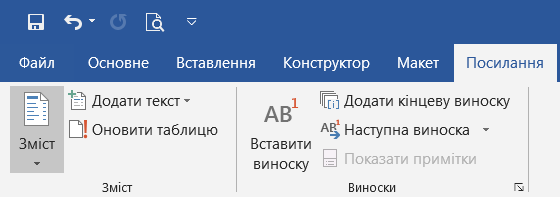 Файл Основне Вставлення Конструктор Макет Посилання
Зміст
Додати текст
Оновити таблицю
Зміст
AB1
Вставити
виноску
Додати кінцеву виноску
Наступна виноска
Показати примітки
Виноски